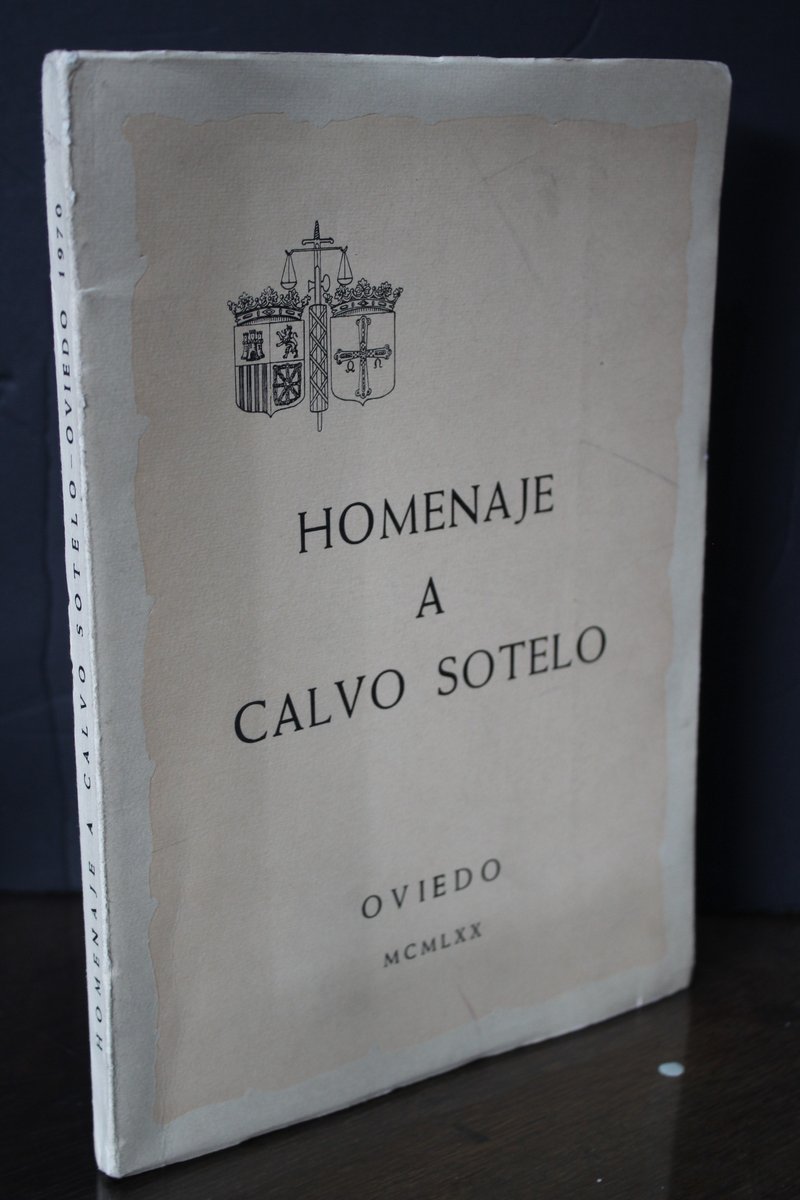 HOMENAJE
A
CALVO SOTELO
OVIEDO
MCMLXX
HOMENAJE A CALVO SOTELO - OVIEDO 1970